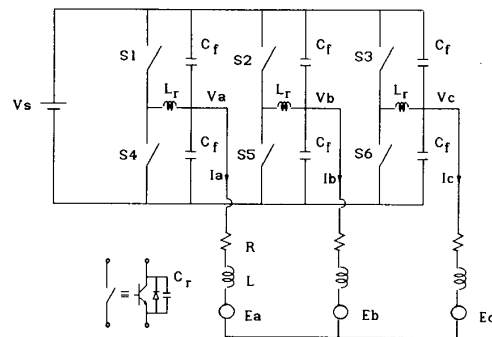 S1 Cf S2 Cf S3 Cf
Vs Lr Va Lr Vb Lr Vc
S4 Cf S5 Cf S6 Cf
Ia Ib Ic
R
L
Cr
= Ea Eb Ec